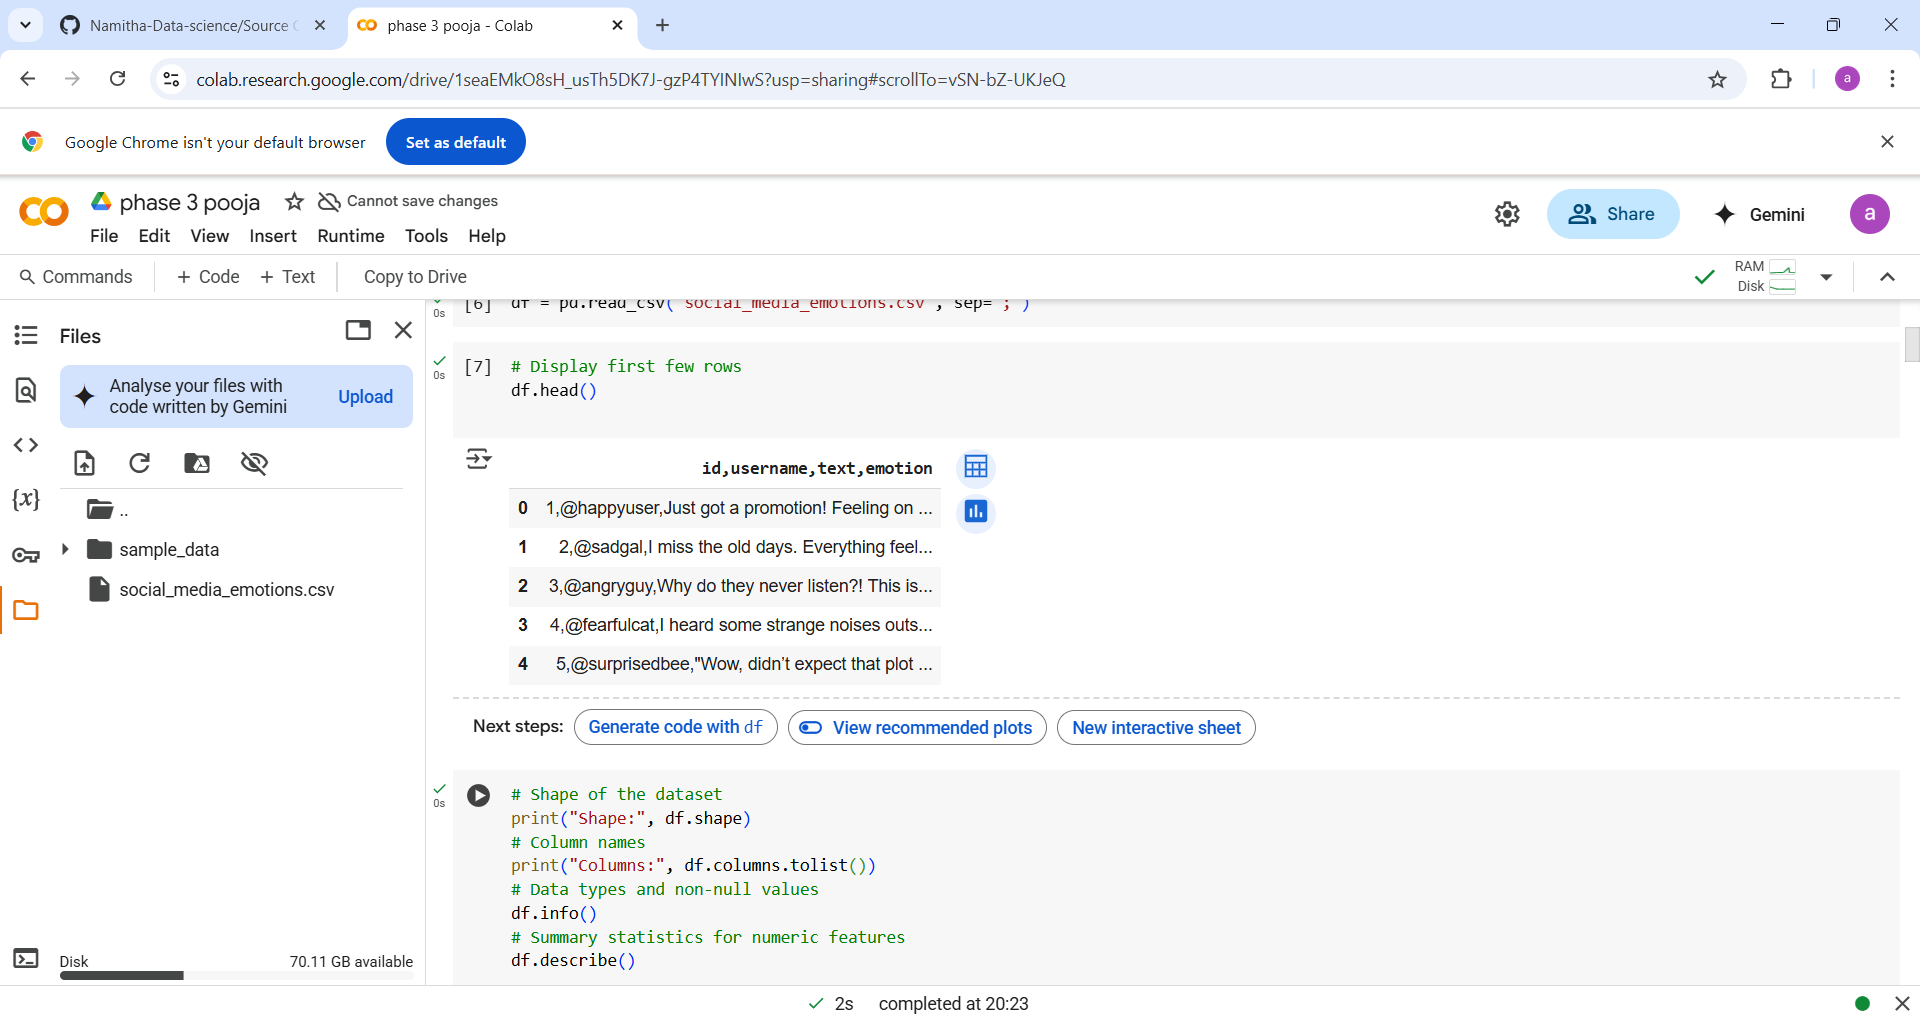 Namitha-Data-science/Source C
phase 3 pooja - Colab
colab.research.google.com/drive/1seaEMkO8sH_usTh5DK7J-gzP4TYINIwS?usp=sharing#scrollTo=vSN-bZ-UKJeQ
a
Google Chrome isn't your default browser
Set as default
phase 3 pooja
Cannot save changes
File Edit View Insert Runtime Tools Help
Share
Gemini
a
Commands
+ Code + Text
Copy to Drive
RAM
Disk
Files
Analyse your files with
code written by Gemini
Upload
..
sample_data
social_media_emotions.csv
Disk
70.11 GB available
0s
[6] df = pd.read_csv('social_media_emotions.csv', sep=';')
0s
[7] # Display first few rows
df.head()
id,username,text,emotion
0 1,@happyuser,Just got a promotion! Feeling on ...
1 2,@sadgal,I miss the old days. Everything feel...
2 3,@angryguy,Why do they never listen?! This is...
3 4,@fearfulcat,I heard some strange noises outs...
4 5,@surprisedbee,"Wow, didn’t expect that plot ...
Next steps: Generate code with df View recommended plots New interactive sheet
0s
# Shape of the dataset
print("Shape:", df.shape)
# Column names
print("Columns:", df.columns.tolist())
# Data types and non-null values
df.info()
# Summary statistics for numeric features
df.describe()
2s completed at 20:23